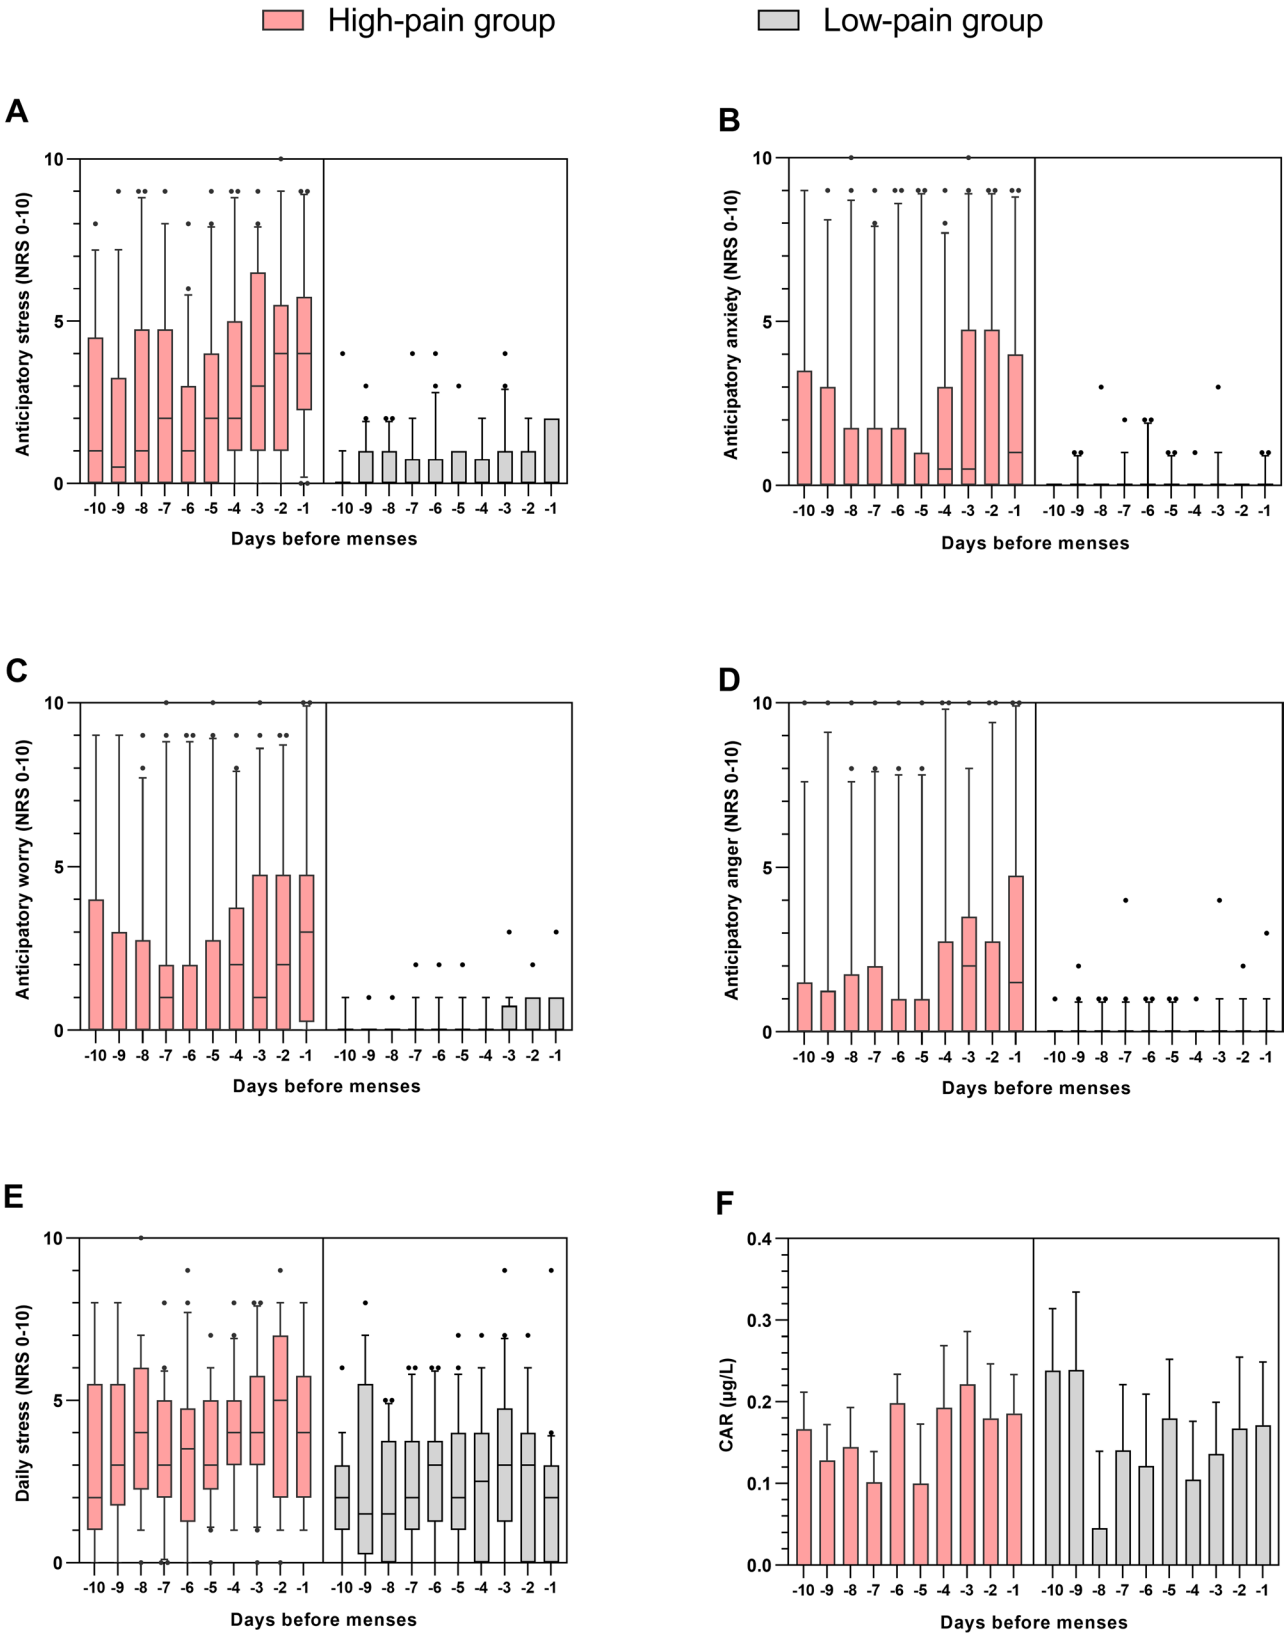 High-pain group
Low-pain group
A
10
5
0
Anticipatory stress (NRS 0-10)
-10 -9 -8 -7 -6 -5 -4 -3 -2 -1 -10 -9 -8 -7 -6 -5 -4 -3 -2 -1
Days before menses
B
10
5
0
Anticipatory anxiety (NRS 0-10)
-10 -9 -8 -7 -6 -5 -4 -3 -2 -1 -10 -9 -8 -7 -6 -5 -4 -3 -2 -1
Days before menses
C
10
5
0
Anticipatory worry (NRS 0-10)
-10 -9 -8 -7 -6 -5 -4 -3 -2 -1 -10 -9 -8 -7 -6 -5 -4 -3 -2 -1
Days before menses
D
10
5
0
Anticipatory anger (NRS 0-10)
-10 -9 -8 -7 -6 -5 -4 -3 -2 -1 -10 -9 -8 -7 -6 -5 -4 -3 -2 -1
Days before menses
E
10
5
0
Daily stress (NRS 0-10)
-10 -9 -8 -7 -6 -5 -4 -3 -2 -1 -10 -9 -8 -7 -6 -5 -4 -3 -2 -1
Days before menses
F
0.4
0.3
0.2
0.1
0.0
CAR (µg/L)
-10 -9 -8 -7 -6 -5 -4 -3 -2 -1 -10 -9 -8 -7 -6 -5 -4 -3 -2 -1
Days before menses